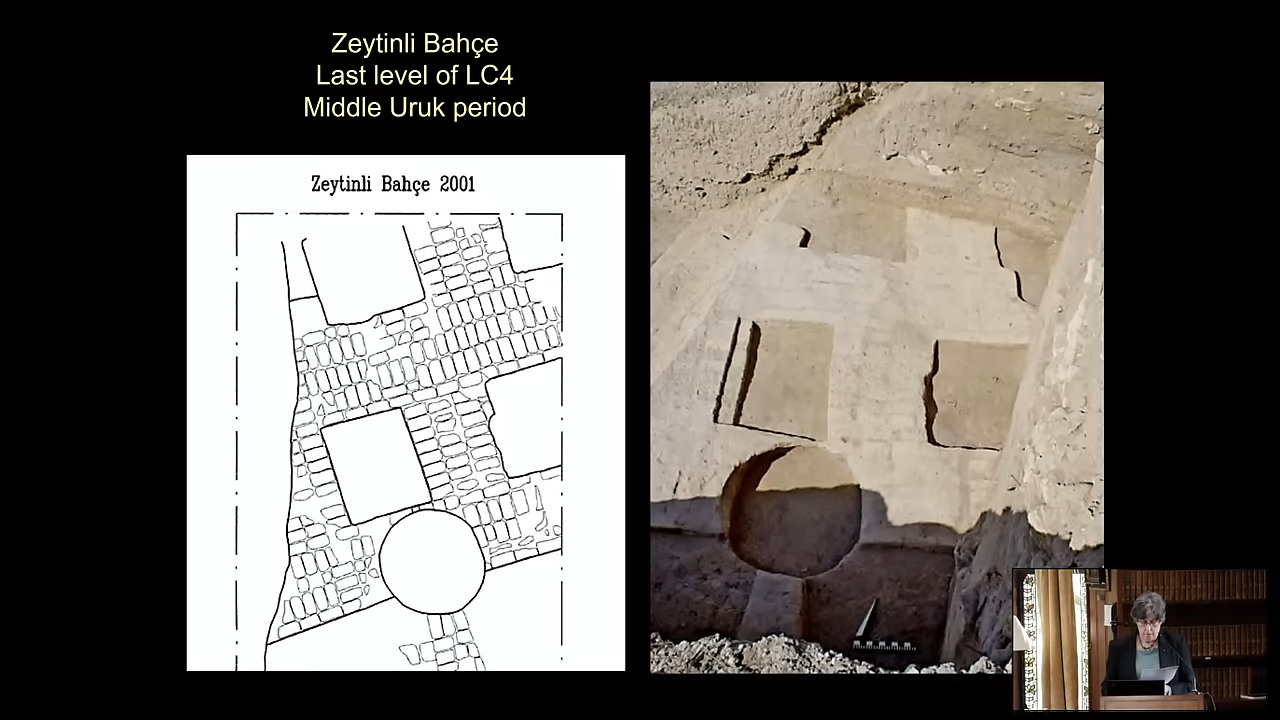 Zeytinli Bahçe
Last level of LC4
Middle Uruk period
Zeytinli Bahçe 2001